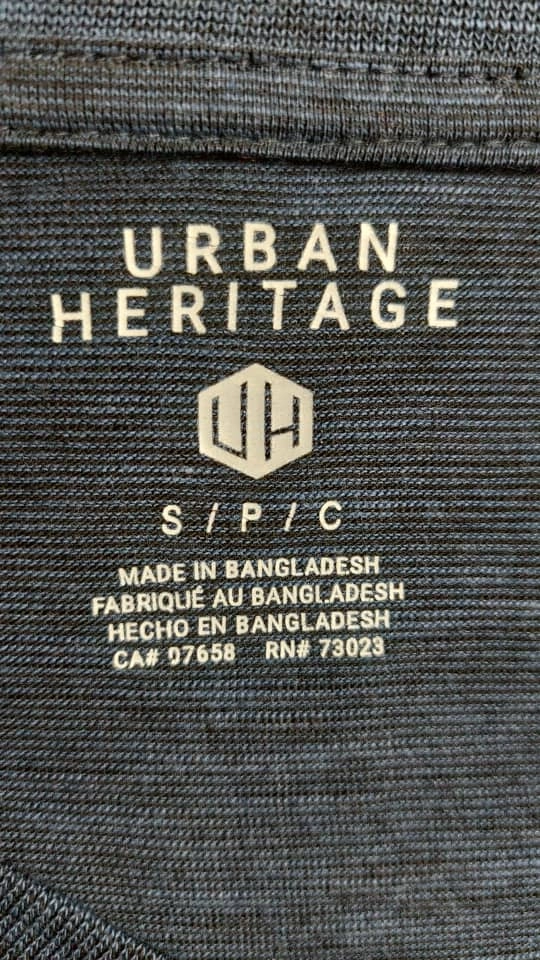 URBAN
HERITAGE
UH
S / P / C
MADE IN BANGLADESH
FABRIQUÉ AU BANGLADESH
HECHO EN BANGLADESH
CA# 07658 RN# 73023